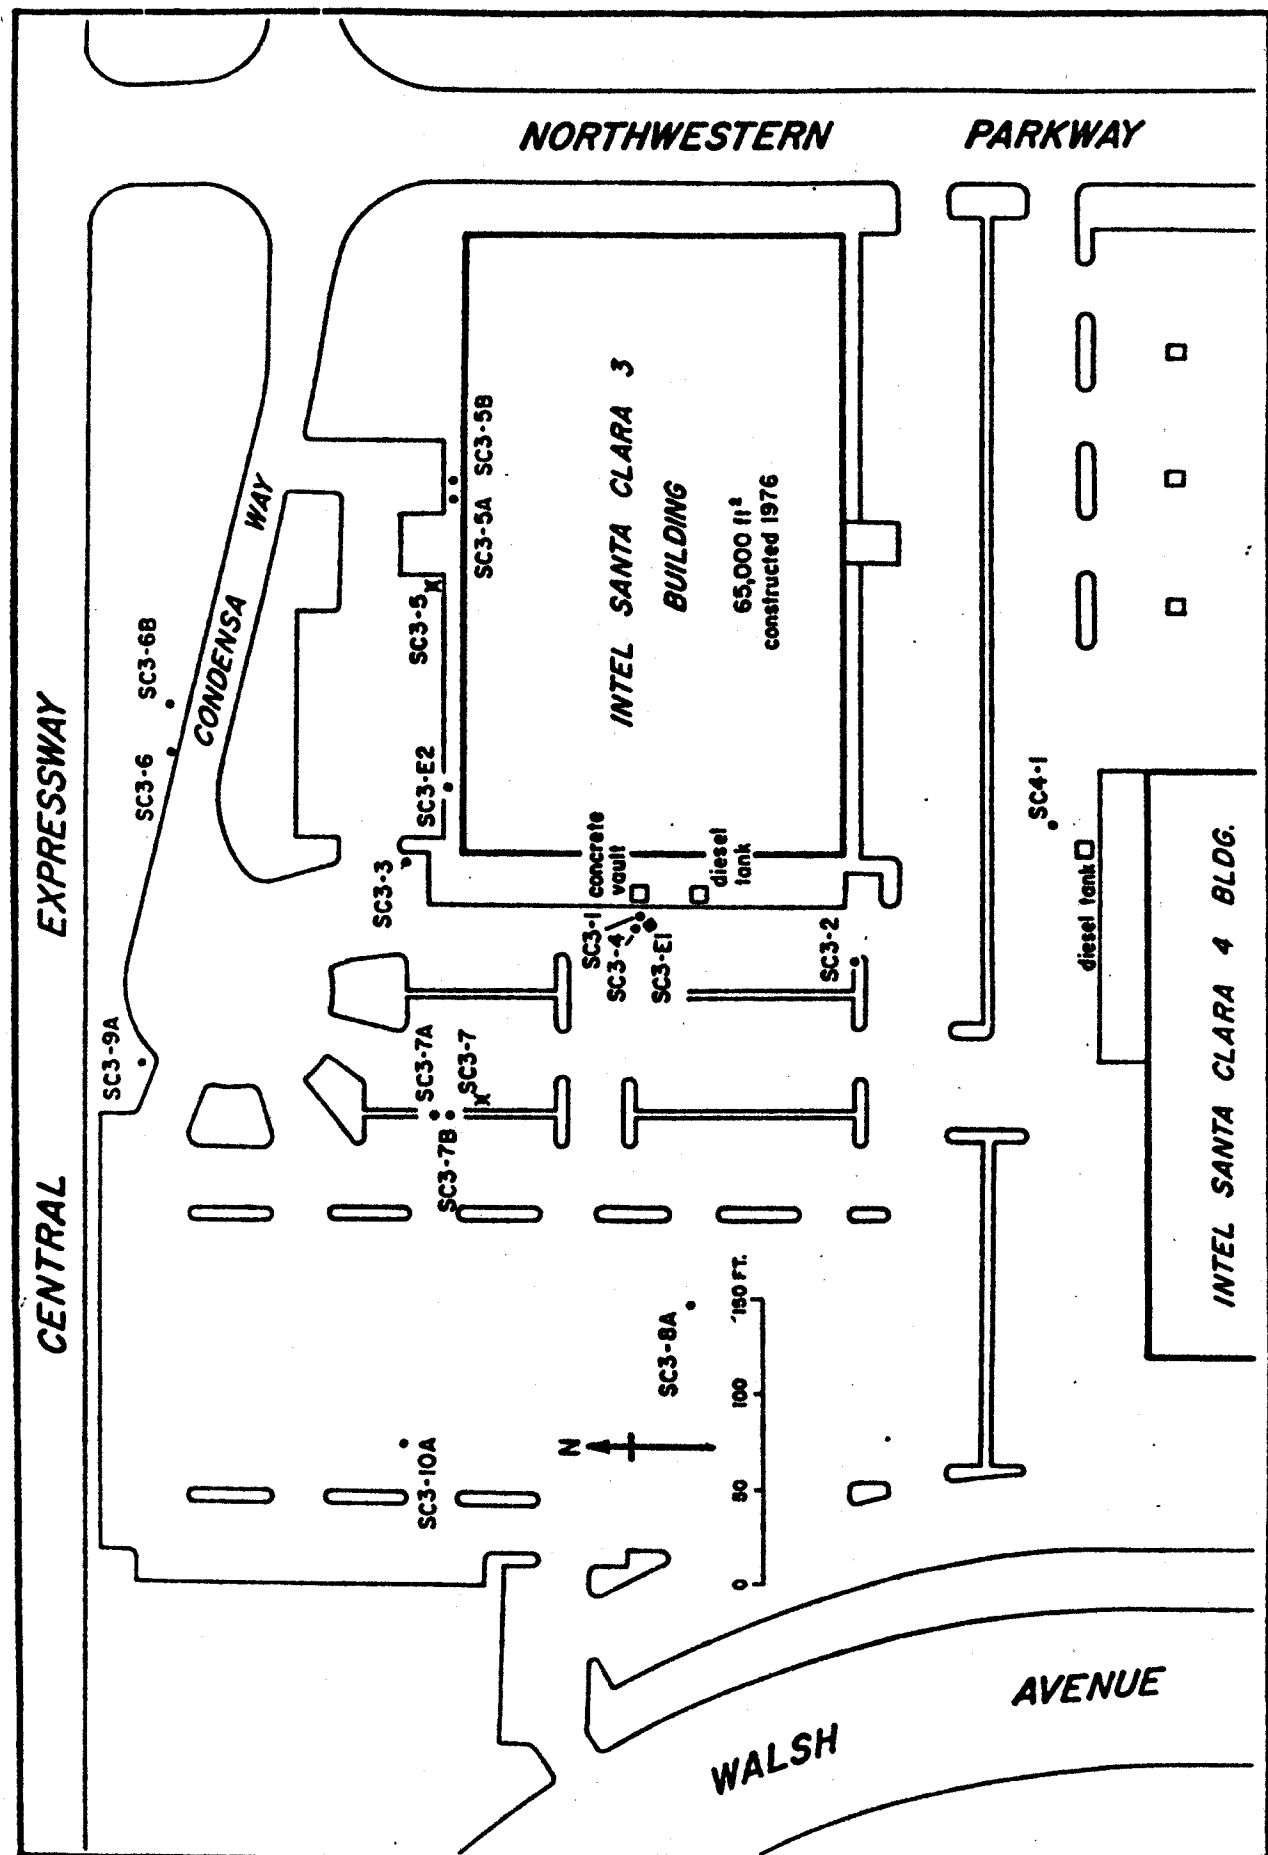 CENTRAL EXPRESSWAY
NORTHWESTERN PARKWAY
CONDENSA WAY
SC3-9A
SC3-6
SC3-6B
SC3-3
SC3-E2
SC3-5
SC3-5A SC3-5B
SC3-7A
SC3-7
SC3-7B
SC3-10A
SC3-8A
SC3-1
SC3-4
SC3-E1
SC3-2
concrete
vault
diesel
tank
INTEL SANTA CLARA 3
BUILDING
65,000 ft²
constructed 1976
SC4-1
diesel tank
INTEL SANTA CLARA 4 BLDG.
N
0 50 100 150 FT.
WALSH AVENUE